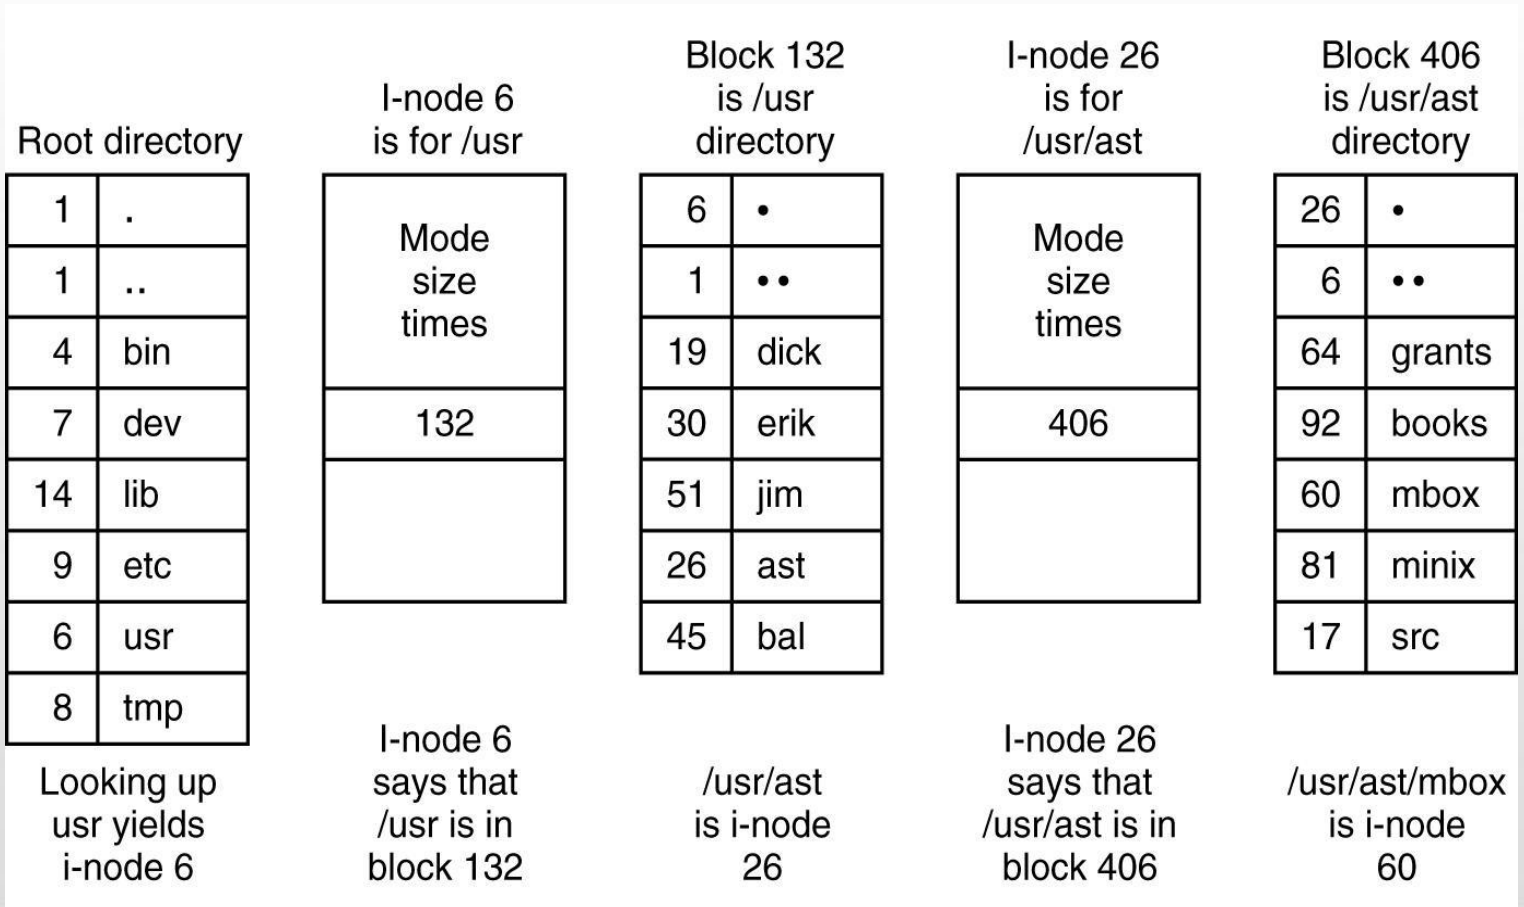 Root directory
1 .
1 ..
4 bin
7 dev
14 lib
9 etc
6 usr
8 tmp
Looking up
usr yields
i-node 6
I-node 6
is for /usr
Mode
size
times
132
I-node 6
says that
/usr is in
block 132
Block 132
is /usr
directory
6 •
1 ••
19 dick
30 erik
51 jim
26 ast
45 bal
/usr/ast
is i-node
26
I-node 26
is for
/usr/ast
Mode
size
times
406
I-node 26
says that
/usr/ast is in
block 406
Block 406
is /usr/ast
directory
26 •
6 ••
64 grants
92 books
60 mbox
81 minix
17 src
/usr/ast/mbox
is i-node
60